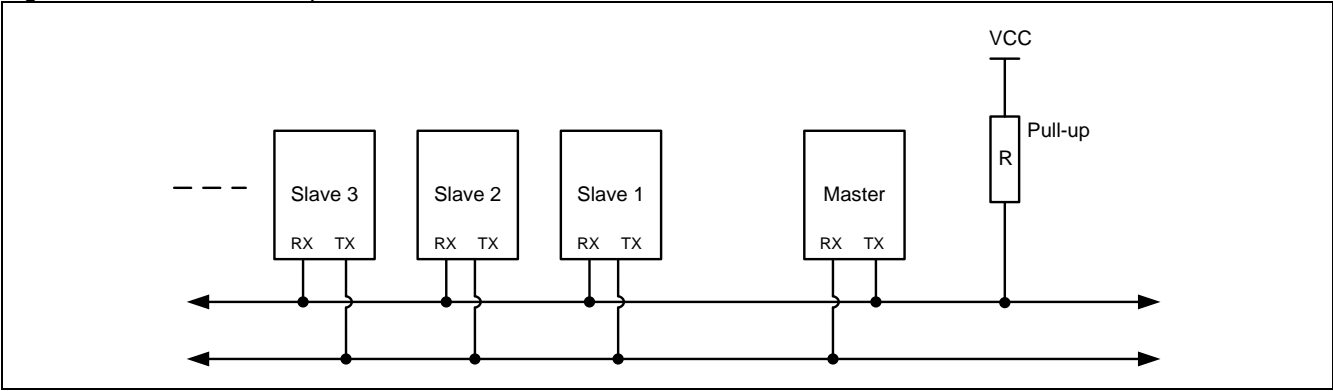 VCC
Pull-up
R
Slave 3 Slave 2 Slave 1 Master
RX TX RX TX RX TX RX TX